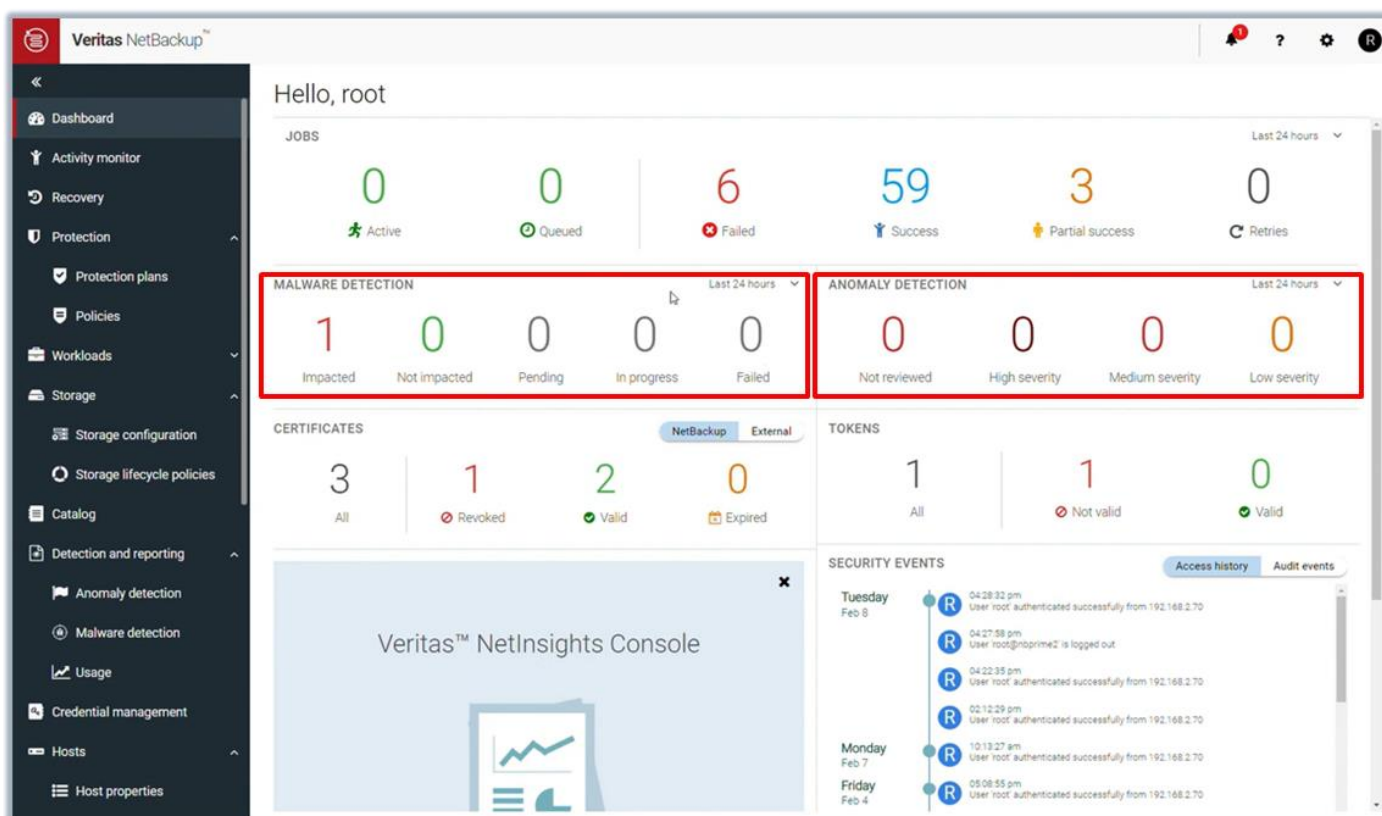 Veritas NetBackup™
1
?
R
«
Dashboard
Activity monitor
Recovery
Protection
Protection plans
Policies
Workloads
Storage
Storage configuration
Storage lifecycle policies
Catalog
Detection and reporting
Anomaly detection
Malware detection
Usage
Credential management
Hosts
Host properties
Hello, root
JOBS
Last 24 hours
0 0 6 59 3 0
Active Queued Failed Success Partial success Retries
MALWARE DETECTION
Last 24 hours
1 0 0 0 0
Impacted Not impacted Pending In progress Failed
ANOMALY DETECTION
Last 24 hours
0 0 0 0
Not reviewed High severity Medium severity Low severity
CERTIFICATES
NetBackup External
3 1 2 0
All Revoked Valid Expired
TOKENS
1 1 0
All Not valid Valid
Veritas™ NetInsights Console
SECURITY EVENTS
Access history Audit events
Tuesday
Feb 8
R
04:28:32 pm
User 'root' authenticated successfully from 192.168.2.70
R
04:27:58 pm
User 'root@nbprime2' is logged out
R
04:22:35 pm
User 'root' authenticated successfully from 192.168.2.70
R
02:12:29 pm
User 'root' authenticated successfully from 192.168.2.70
Monday
Feb 7
R
10:13:27 am
User 'root' authenticated successfully from 192.168.2.70
Friday
Feb 4
R
05:08:55 pm
User 'root' authenticated successfully from 192.168.2.70